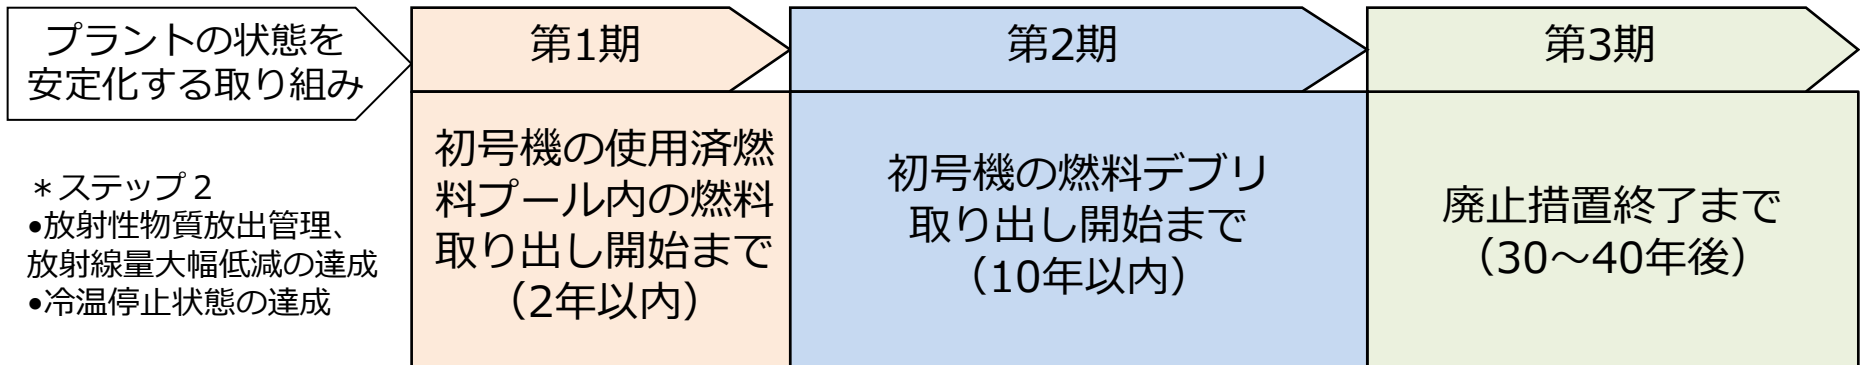 プラントの状態を
安定化する取り組み
＊ステップ２
•放射性物質放出管理、
放射線量大幅低減の達成
•冷温停止状態の達成
第1期
初号機の使用済燃
料プール内の燃料
取り出し開始まで
（2年以内）
第2期
初号機の燃料デブリ
取り出し開始まで
（10年以内）
第3期
廃止措置終了まで
（30～40年後）